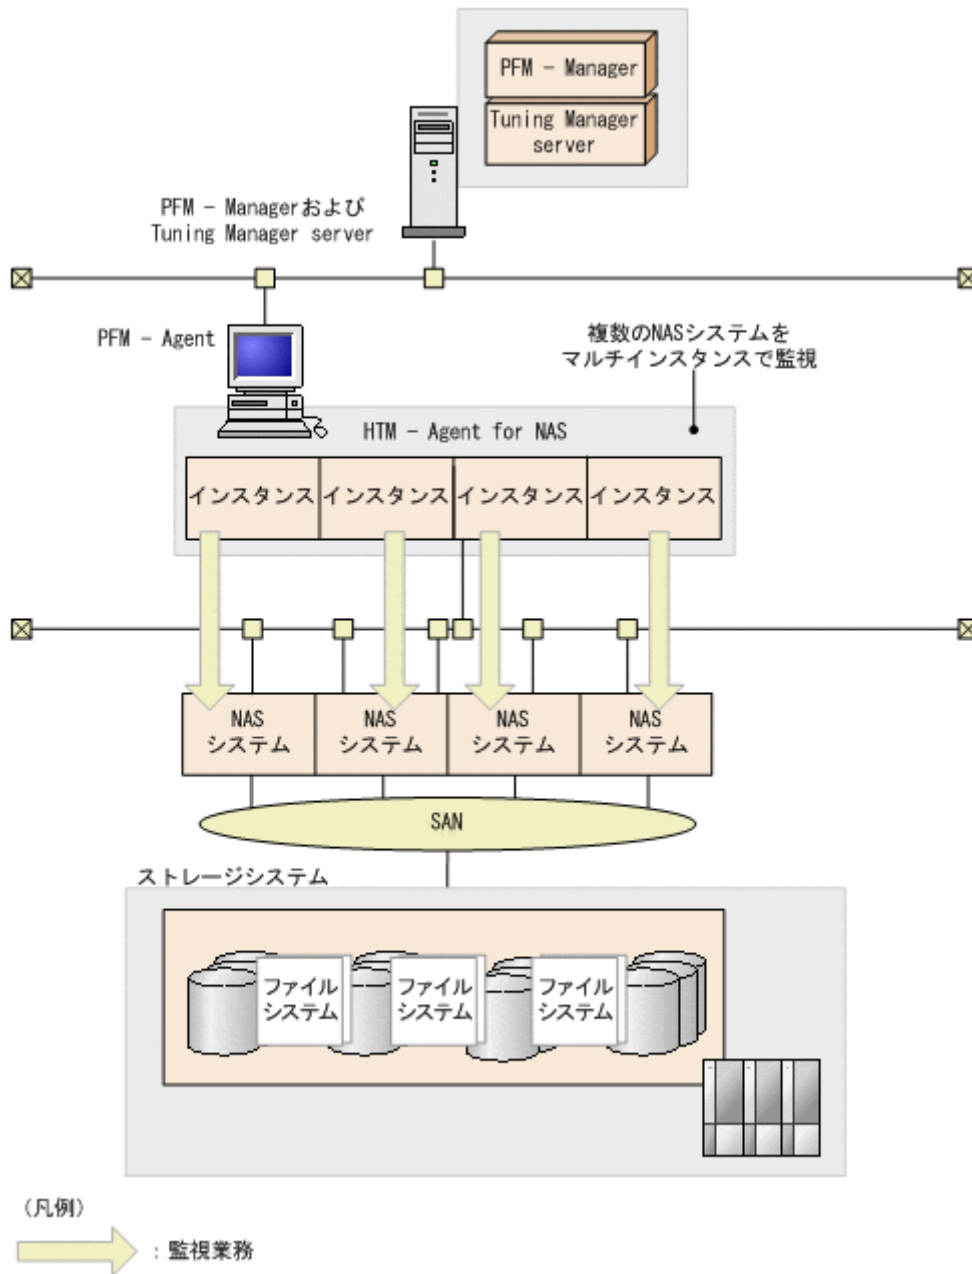 PFM - Manager
Tuning Manager
server
PFM - Managerおよび
Tuning Manager server
PFM - Agent
複数のNASシステムを
マルチインスタンスで監視
HTM - Agent for NAS
インスタンス
インスタンス
インスタンス
インスタンス
NAS
システム
NAS
システム
NAS
システム
NAS
システム
SAN
ストレージシステム
ファイル
システム
ファイル
システム
ファイル
システム
(凡例)
：監視業務